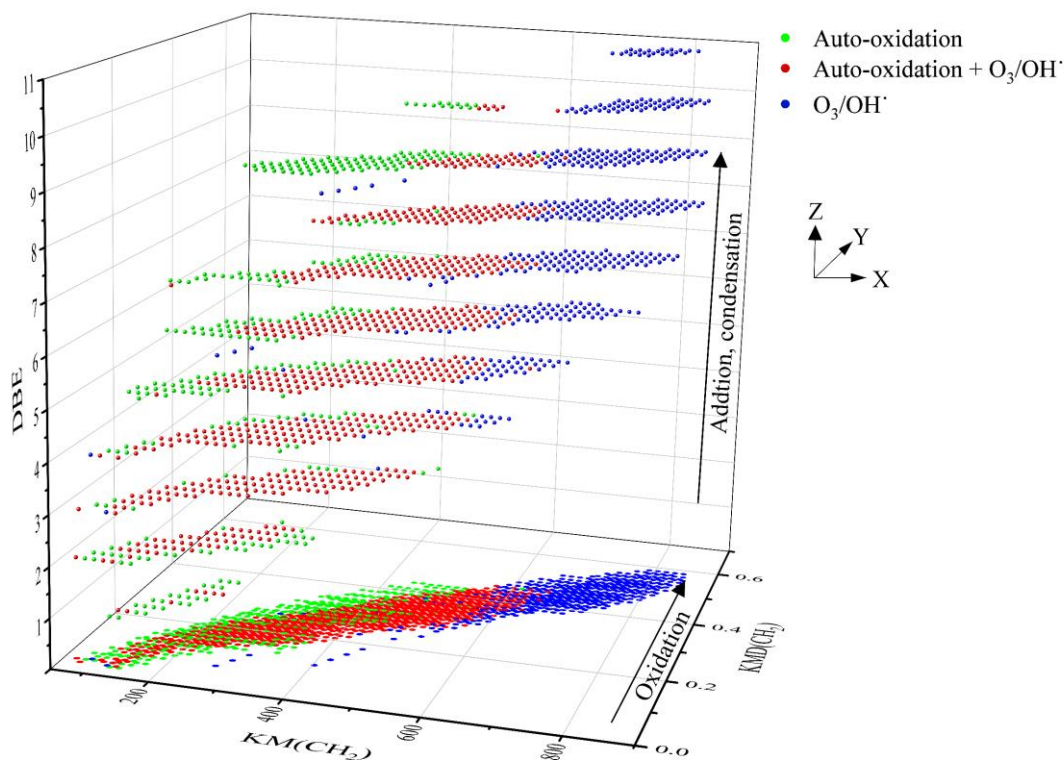 Auto-oxidation
Auto-oxidation + O₃/OH·
O₃/OH·
11
10
9
8
7
6
5
4
3
2
1
DBE
Addtion, condensation
Z
Y
X
Oxidation
0.6
0.4
0.2
0.0
KMD(CH₂)
200
400
600
800
KM(CH₂)